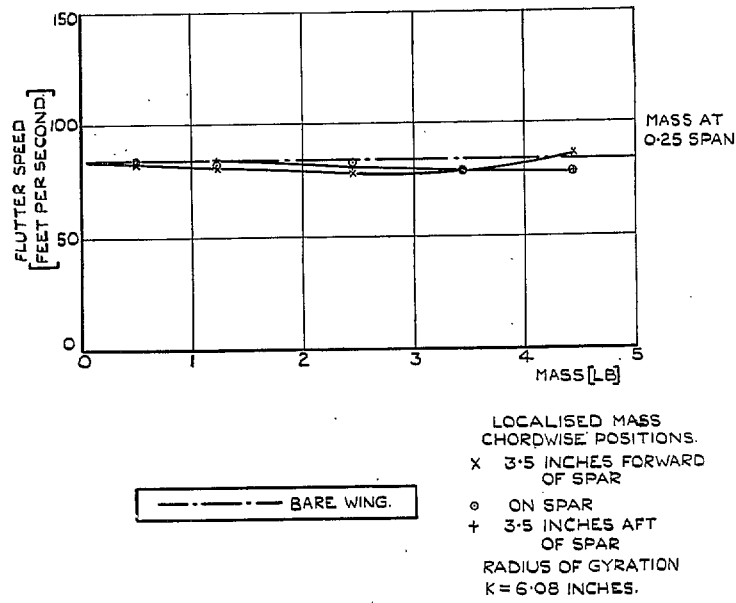 150
100
50
0
FLUTTER SPEED
[FEET PER SECOND.]
MASS AT
0·25 SPAN
0 1 2 3 4 5
MASS [LB]
LOCALISED MASS
CHORDWISE POSITIONS.
× 3·5 INCHES FORWARD
OF SPAR
⊙ ON SPAR
+ 3·5 INCHES AFT
OF SPAR
RADIUS OF GYRATION
K = 6·08 INCHES.
BARE WING.